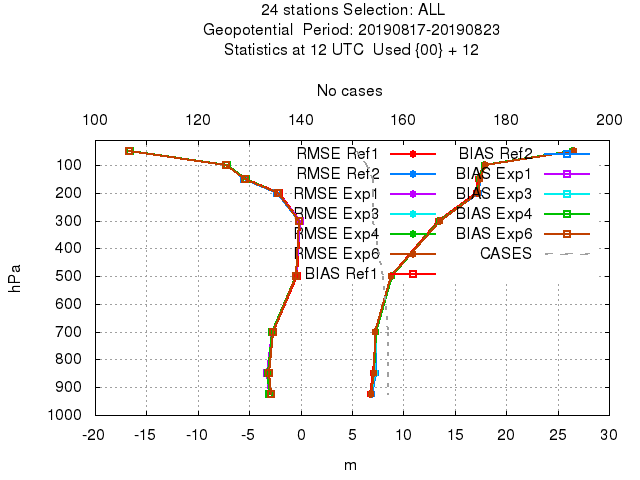 24 stations Selection: ALL
Geopotential  Period: 20190817-20190823
Statistics at 12 UTC  Used {00} + 12
No cases
100 120 140 160 180 200
RMSE Ref1
RMSE Ref2
RMSE Exp1
RMSE Exp3
RMSE Exp4
RMSE Exp6
BIAS Ref1
BIAS Ref2
BIAS Exp1
BIAS Exp3
BIAS Exp4
BIAS Exp6
CASES
hPa
100
200
300
400
500
600
700
800
900
1000
-20 -15 -10 -5 0 5 10 15 20 25 30
m